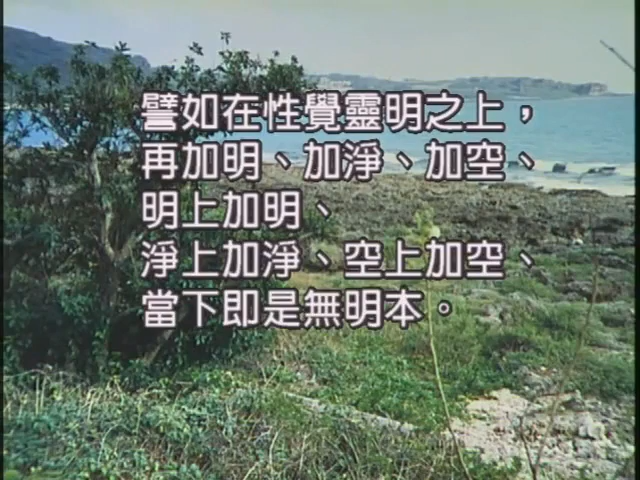 譬如在性覺靈明之上，
再加明、加淨、加空、
明上加明、
淨上加淨、空上加空、
當下即是無明本。